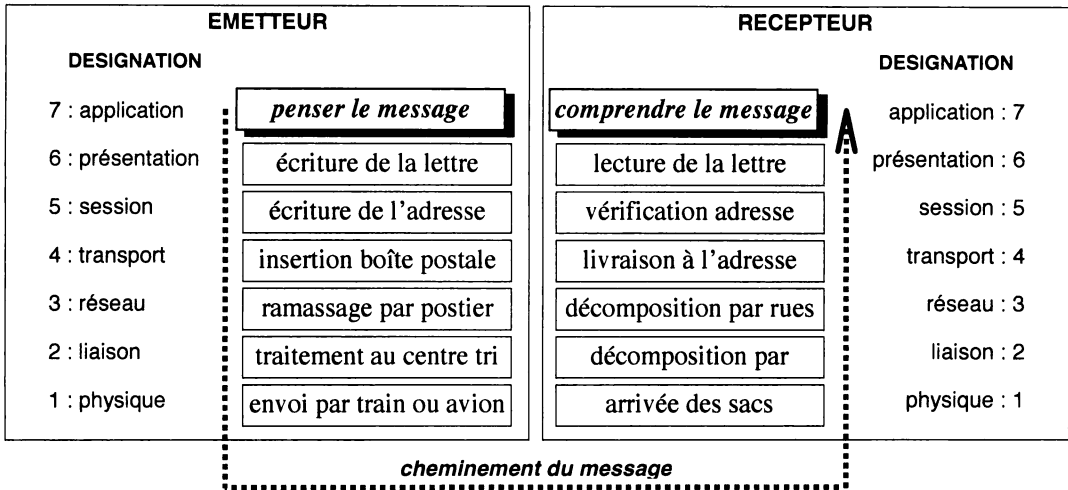 EMETTEUR RECEPTEUR
DESIGNATION DESIGNATION
7 : application penser le message comprendre le message application : 7
6 : présentation écriture de la lettre lecture de la lettre présentation : 6
5 : session écriture de l'adresse vérification adresse session : 5
4 : transport insertion boîte postale livraison à l'adresse transport : 4
3 : réseau ramassage par postier décomposition par rues réseau : 3
2 : liaison traitement au centre tri décomposition par liaison : 2
1 : physique envoi par train ou avion arrivée des sacs physique : 1
cheminement du message